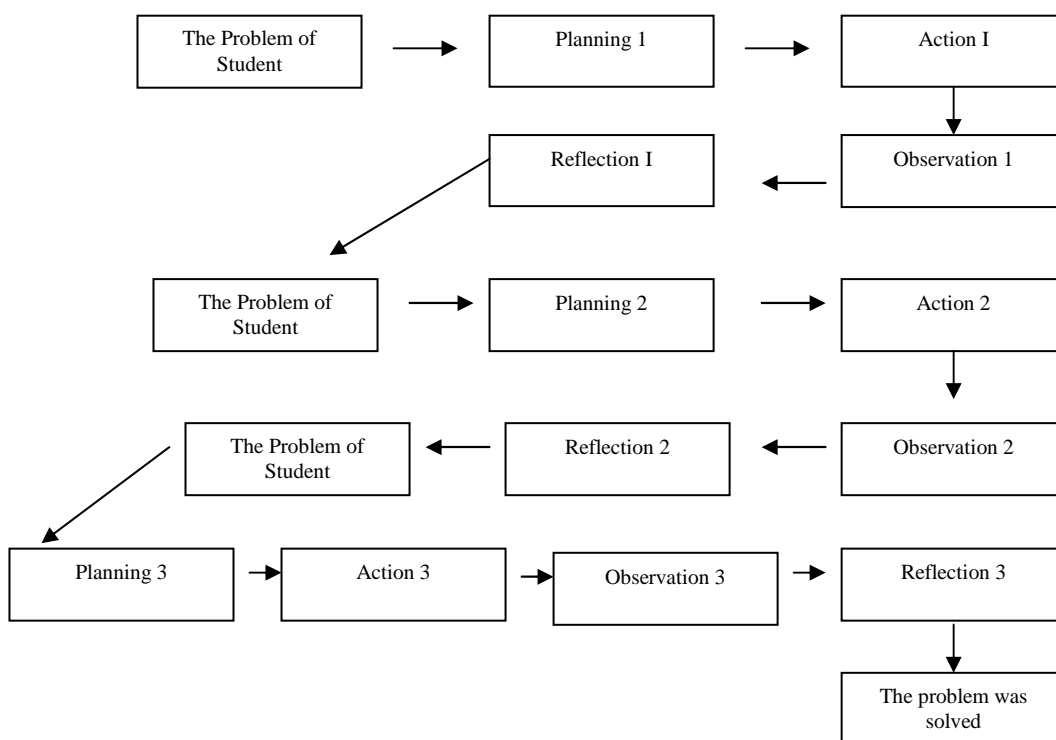 The Problem of
Student
Planning 1
Action I
Reflection I
Observation 1
The Problem of
Student
Planning 2
Action 2
The Problem of
Student
Reflection 2
Observation 2
Planning 3
Action 3
Observation 3
Reflection 3
The problem was
solved